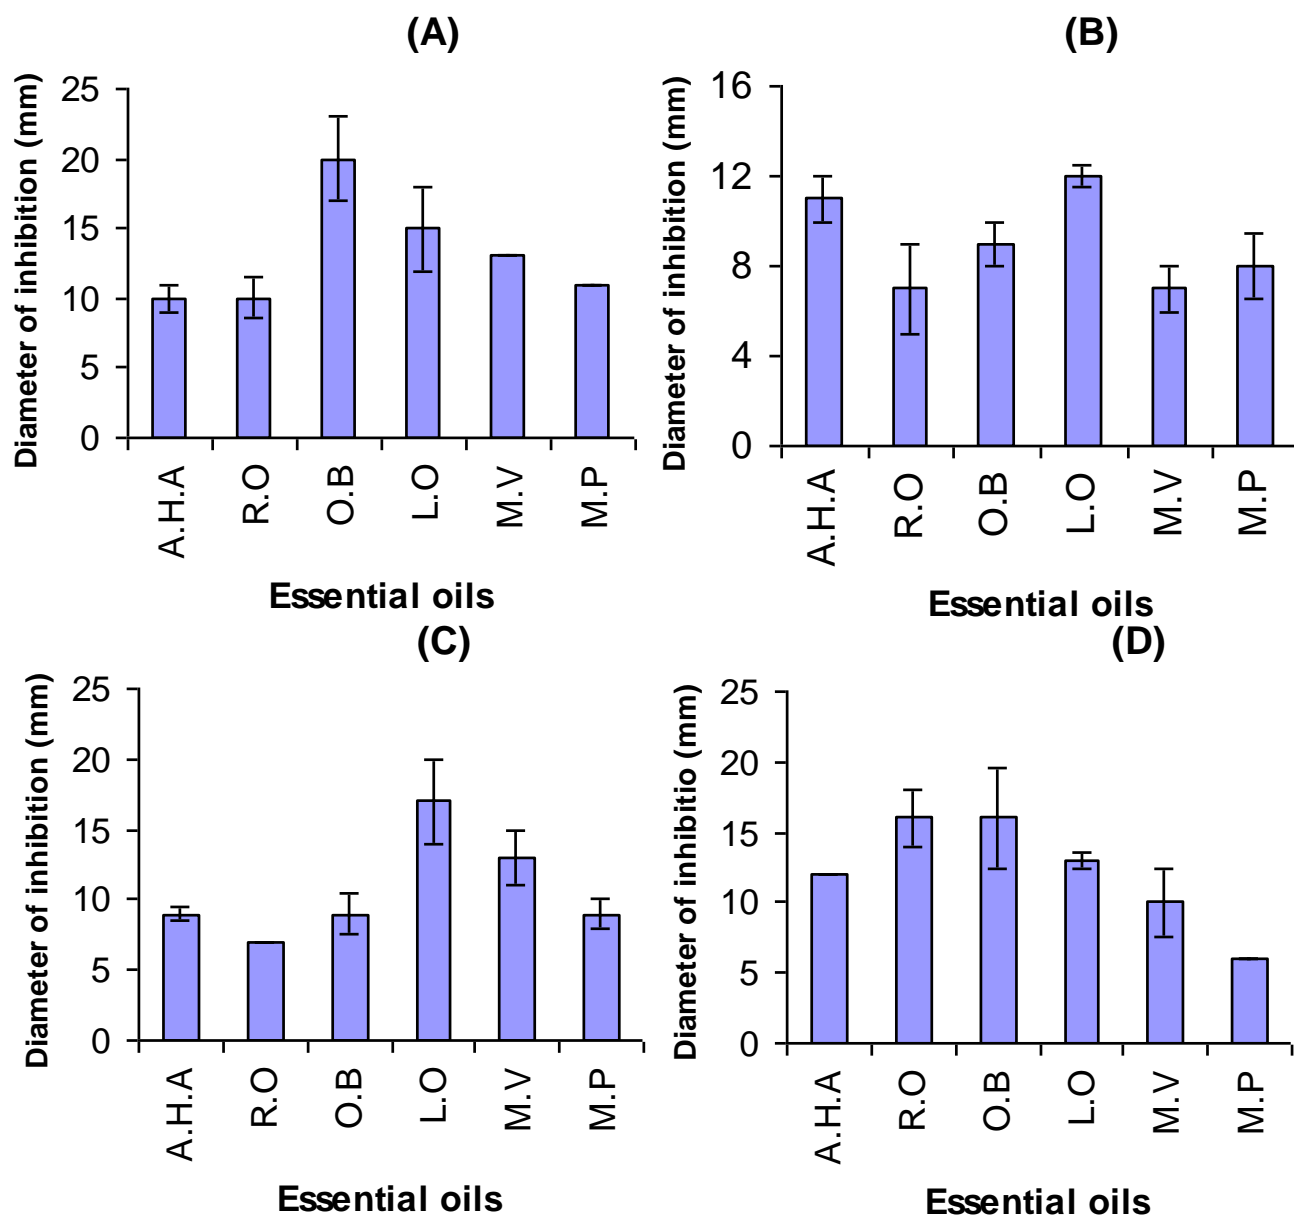 (A)
Diameter of inhibition (mm)
25
20
15
10
5
0
A.H.A
R.O
O.B
L.O
M.V
M.P
Essential oils
(B)
Diameter of inhibition (mm)
16
12
8
4
0
A.H.A
R.O
O.B
L.O
M.V
M.P
Essential oils
(C)
Diameter of inhibition (mm)
25
20
15
10
5
0
A.H.A
R.O
O.B
L.O
M.V
M.P
Essential oils
(D)
Diameter of inhibitio (mm)
25
20
15
10
5
0
A.H.A
R.O
O.B
L.O
M.V
M.P
Essential oils